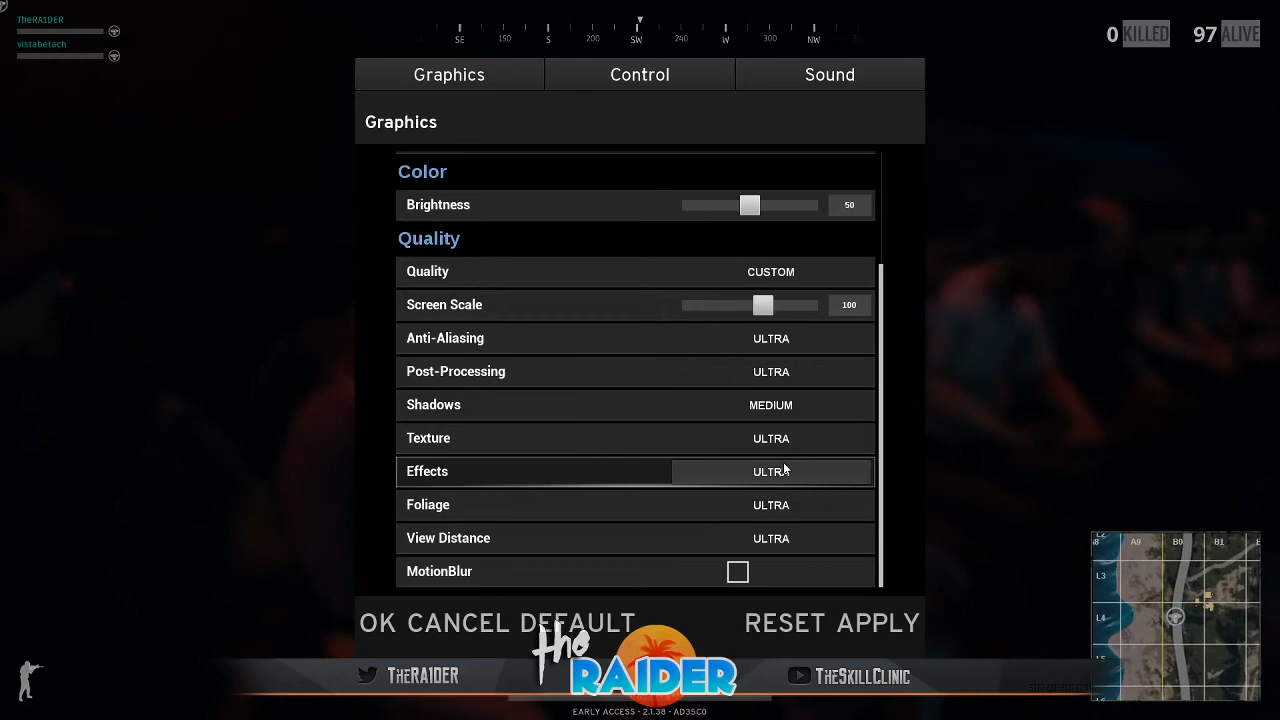 TheRA1DER
vistabetach
SE 150 S 200 SW 240 W 300 NW
0 KILLED 97 ALIVE
Graphics Control Sound
Graphics
Color
Brightness 50
Quality
Quality CUSTOM
Screen Scale 100
Anti-Aliasing ULTRA
Post-Processing ULTRA
Shadows MEDIUM
Texture ULTRA
Effects ULTRA
Foliage ULTRA
View Distance ULTRA
MotionBlur
OK CANCEL DEFAULT RESET APPLY
the RAIDER
TheRAIDER
TheSkillClinic
A9 B0 B1
L3
L4
EARLY ACCESS - 2.1.38 - AD35C0